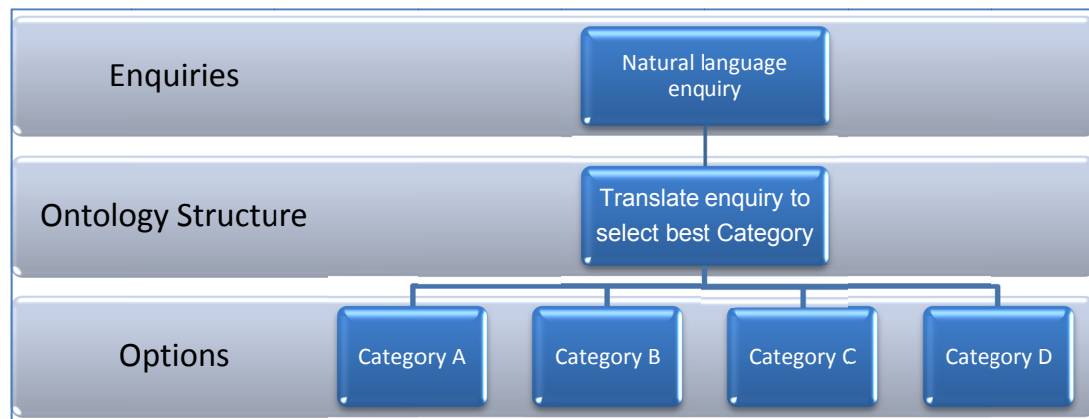 Enquiries
Natural language
enquiry
Ontology Structure
Translate enquiry to
select best Category
Options
Category A
Category B
Category C
Category D